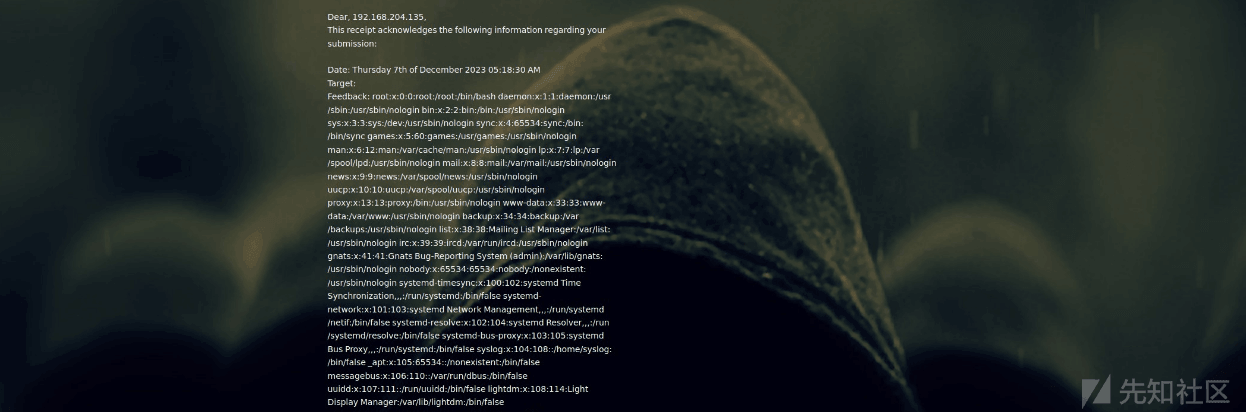 Dear, 192.168.204.135,
This receipt acknowledges the following information regarding your
submission:
Date: Thursday 7th of December 2023 05:18:30 AM
Target:
Feedback: root:x:0:0:root:/root:/bin/bash daemon:x:1:1:daemon:/usr
/sbin:/usr/sbin/nologin bin:x:2:2:bin:/bin:/usr/sbin/nologin
sys:x:3:3:sys:/dev:/usr/sbin/nologin sync:x:4:65534:sync:/bin:
/bin/sync games:x:5:60:games:/usr/games:/usr/sbin/nologin
man:x:6:12:man:/var/cache/man:/usr/sbin/nologin lp:x:7:7:lp:/var
/spool/lpd:/usr/sbin/nologin mail:x:8:8:mail:/var/mail:/usr/sbin/nologin
news:x:9:9:news:/var/spool/news:/usr/sbin/nologin
uucp:x:10:10:uucp:/var/spool/uucp:/usr/sbin/nologin
proxy:x:13:13:proxy:/bin:/usr/sbin/nologin www-data:x:33:33:www-
data:/var/www:/usr/sbin/nologin backup:x:34:34:backup:/var
/backups:/usr/sbin/nologin list:x:38:38:Mailing List Manager:/var/list:
/usr/sbin/nologin irc:x:39:39:ircd:/var/run/ircd:/usr/sbin/nologin
gnats:x:41:41:Gnats Bug-Reporting System (admin):/var/lib/gnats:
/usr/sbin/nologin nobody:x:65534:65534:nobody:/nonexistent:
/usr/sbin/nologin systemd-timesync:x:100:102:systemd Time
Synchronization,,,:/run/systemd:/bin/false systemd-
network:x:101:103:systemd Network Management,,,:/run/systemd
/netif:/bin/false systemd-resolve:x:102:104:systemd Resolver,,,:/run
/systemd/resolve:/bin/false systemd-bus-proxy:x:103:105:systemd
Bus Proxy,,,:/run/systemd:/bin/false syslog:x:104:108::/home/syslog:
/bin/false _apt:x:105:65534::/nonexistent:/bin/false
messagebus:x:106:110::/var/run/dbus:/bin/false
uuidd:x:107:111::/run/uuidd:/bin/false lightdm:x:108:114:Light
Display Manager:/var/lib/lightdm:/bin/false
先知社区